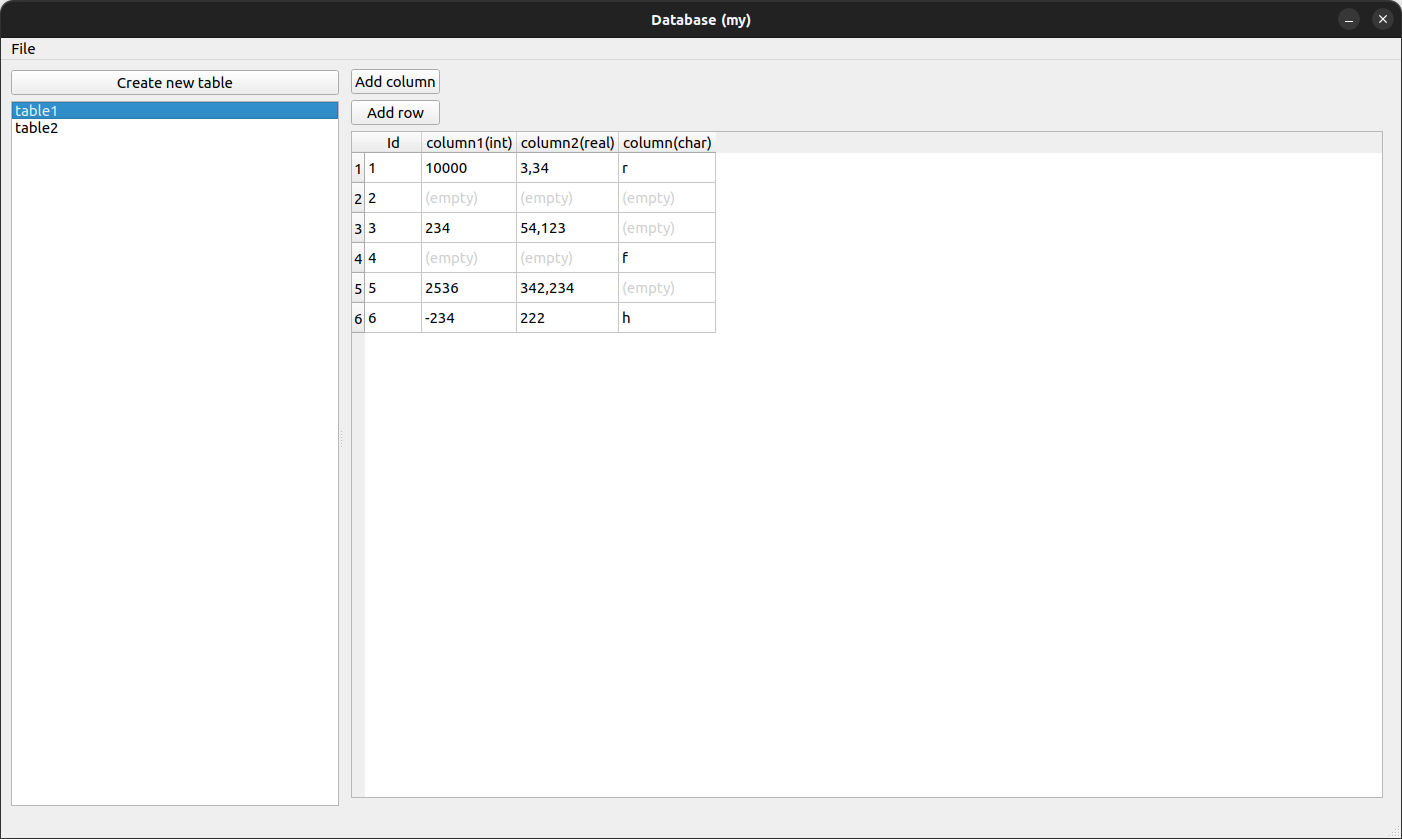 Database (my)
File
Create new table
table1
table2
Add column
Add row
Id column1(int) column2(real) column(char)
1 1 10000 3,34 r
2 2 (empty) (empty) (empty)
3 3 234 54,123 (empty)
4 4 (empty) (empty) f
5 5 2536 342,234 (empty)
6 6 -234 222 h